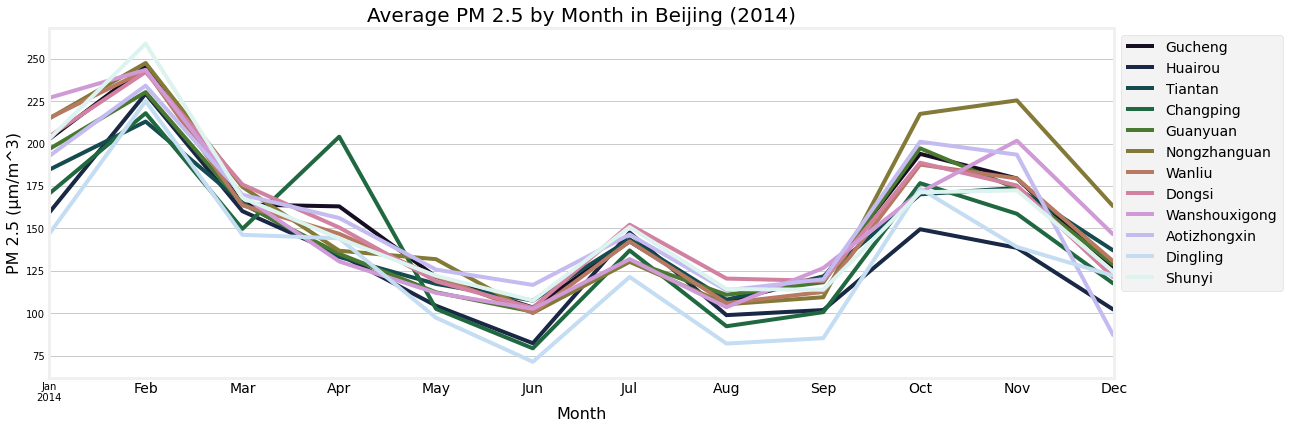 Average PM 2.5 by Month in Beijing (2014)
PM 2.5 (μm/m^3)
250
225
200
175
150
125
100
75
Jan Feb Mar Apr May Jun Jul Aug Sep Oct Nov Dec
2014
Month
Gucheng
Huairou
Tiantan
Changping
Guanyuan
Nongzhanguan
Wanliu
Dongsi
Wanshouxigong
Aotizhongxin
Dingling
Shunyi